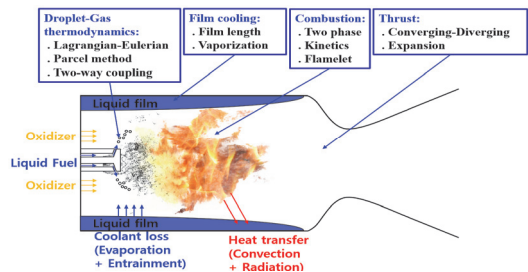 Droplet-Gas
thermodynamics:
. Lagrangian-Eulerian
. Parcel method
. Two-way coupling
Film cooling:
. Film length
. Vaporization
Combustion:
. Two phase
. Kinetics
. Flamelet
Thrust:
. Converging-Diverging
. Expansion
Liquid film
Oxidizer
Liquid Fuel
Oxidizer
Liquid film
Coolant loss
(Evaporation
+ Entrainment)
Heat transfer
(Convection
+ Radiation)